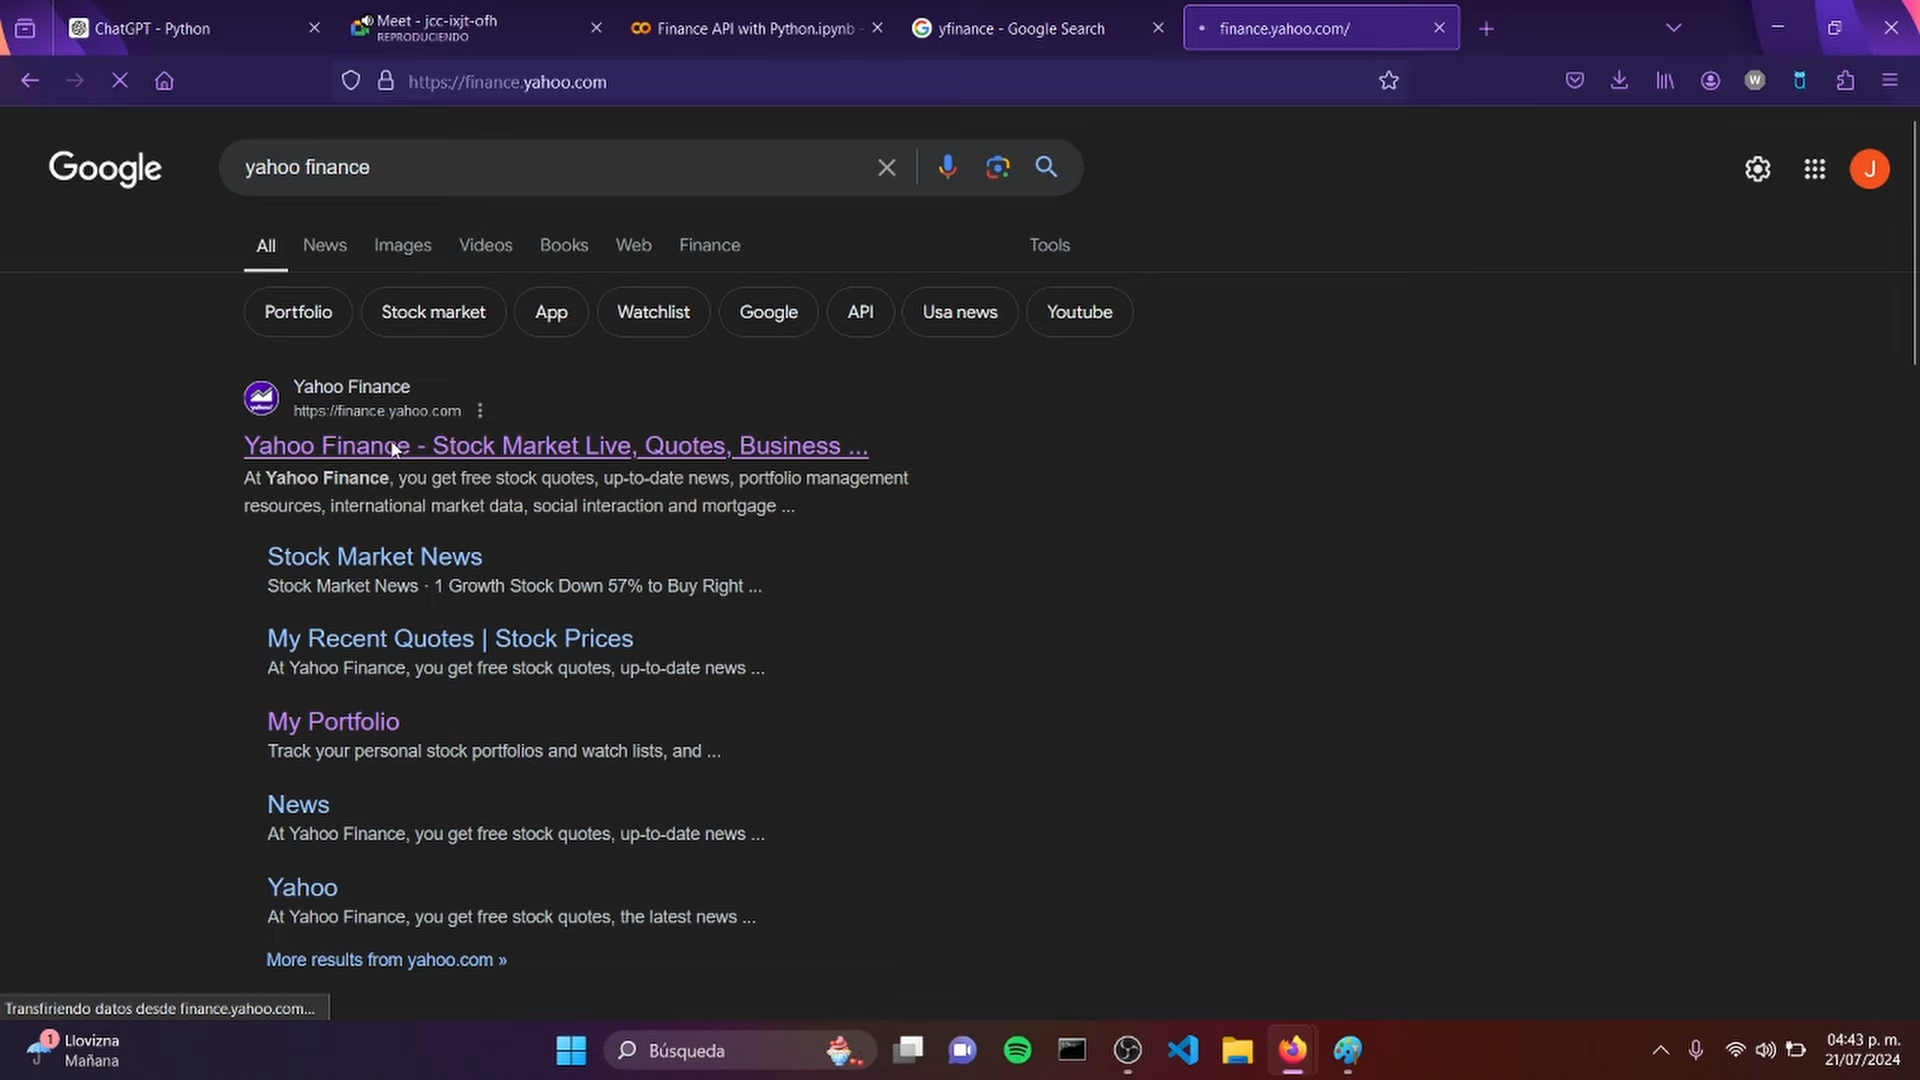 ChatGPT - Python
Meet - jcc-ixjt-ofh
REPRODUCIENDO
Finance API with Python.ipynb -
yfinance - Google Search
finance.yahoo.com/
https://finance.yahoo.com
W
Google
yahoo finance
J
All News Images Videos Books Web Finance Tools
Portfolio Stock market App Watchlist Google API Usa news Youtube
Yahoo Finance
https://finance.yahoo.com
Yahoo Finance - Stock Market Live, Quotes, Business ...
At Yahoo Finance, you get free stock quotes, up-to-date news, portfolio management
resources, international market data, social interaction and mortgage ...
Stock Market News
Stock Market News · 1 Growth Stock Down 57% to Buy Right ...
My Recent Quotes | Stock Prices
At Yahoo Finance, you get free stock quotes, up-to-date news ...
My Portfolio
Track your personal stock portfolios and watch lists, and ...
News
At Yahoo Finance, you get free stock quotes, up-to-date news ...
Yahoo
At Yahoo Finance, you get free stock quotes, the latest news ...
More results from yahoo.com »
Transfiriendo datos desde finance.yahoo.com...
1
Llovizna
Mañana
Búsqueda
04:43 p. m.
21/07/2024